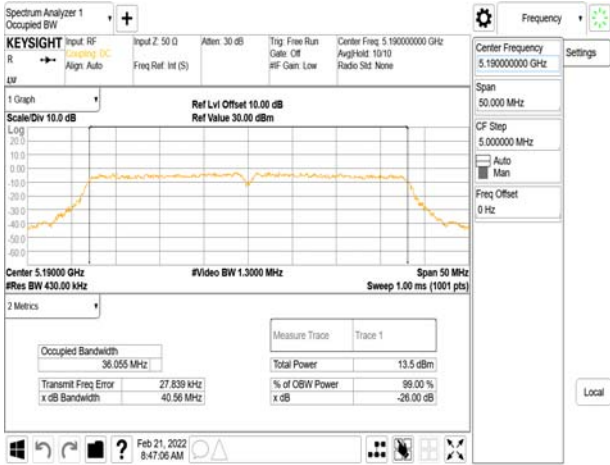 Spectrum Analyzer 1
Occupied BW
+
Frequency
KEYSIGHT
R
Input: RF
Coupling: DC
Align: Auto
Input Z: 50 Ω
Freq Ref: Int (S)
Atten: 30 dB
Trig: Free Run
Gate: Off
#IF Gain: Low
Center Freq: 5.190000000 GHz
Avg|Hold: 10/10
Radio Std: None
Center Frequency
5.190000000 GHz
Settings
Span
50.000 MHz
CF Step
5.000000 MHz
Auto
Man
Freq Offset
0 Hz
Local
1 Graph
Scale/Div 10.0 dB
Ref Lvl Offset 10.00 dB
Ref Value 30.00 dBm
Log
20.0
10.0
0.00
-10.0
-20.0
-30.0
-40.0
-50.0
-60.0
Center 5.19000 GHz
#Video BW 1.3000 MHz
Span 50 MHz
#Res BW 430.00 kHz
Sweep 1.00 ms (1001 pts)
2 Metrics
Measure Trace
Trace 1
Occupied Bandwidth
36.055 MHz
Total Power
13.5 dBm
Transmit Freq Error
27.839 kHz
% of OBW Power
99.00 %
x dB Bandwidth
40.56 MHz
x dB
-26.00 dB
?
Feb 21, 2022
8:47:06 AM